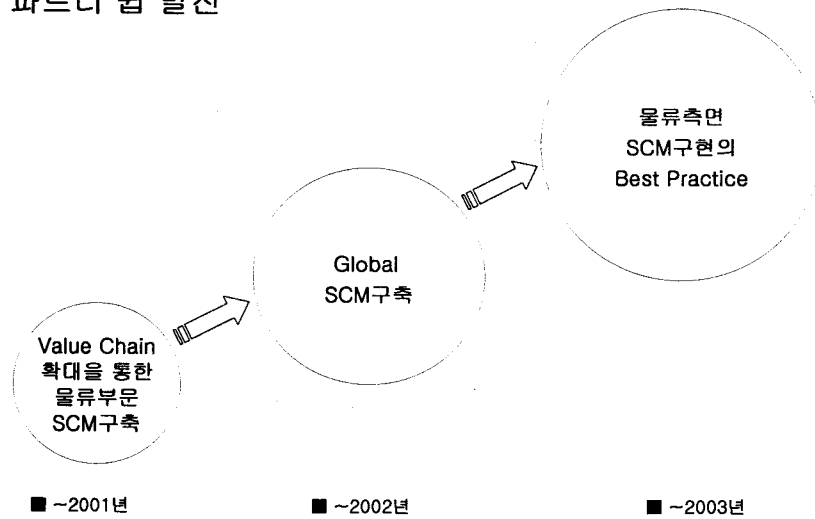 Value Chain
확대을 통한
물류부문
SCM구축
Global
SCM구축
물류측면
SCM구현의
Best Practice
■ ~2001년
■ ~2002년
■ ~2003년